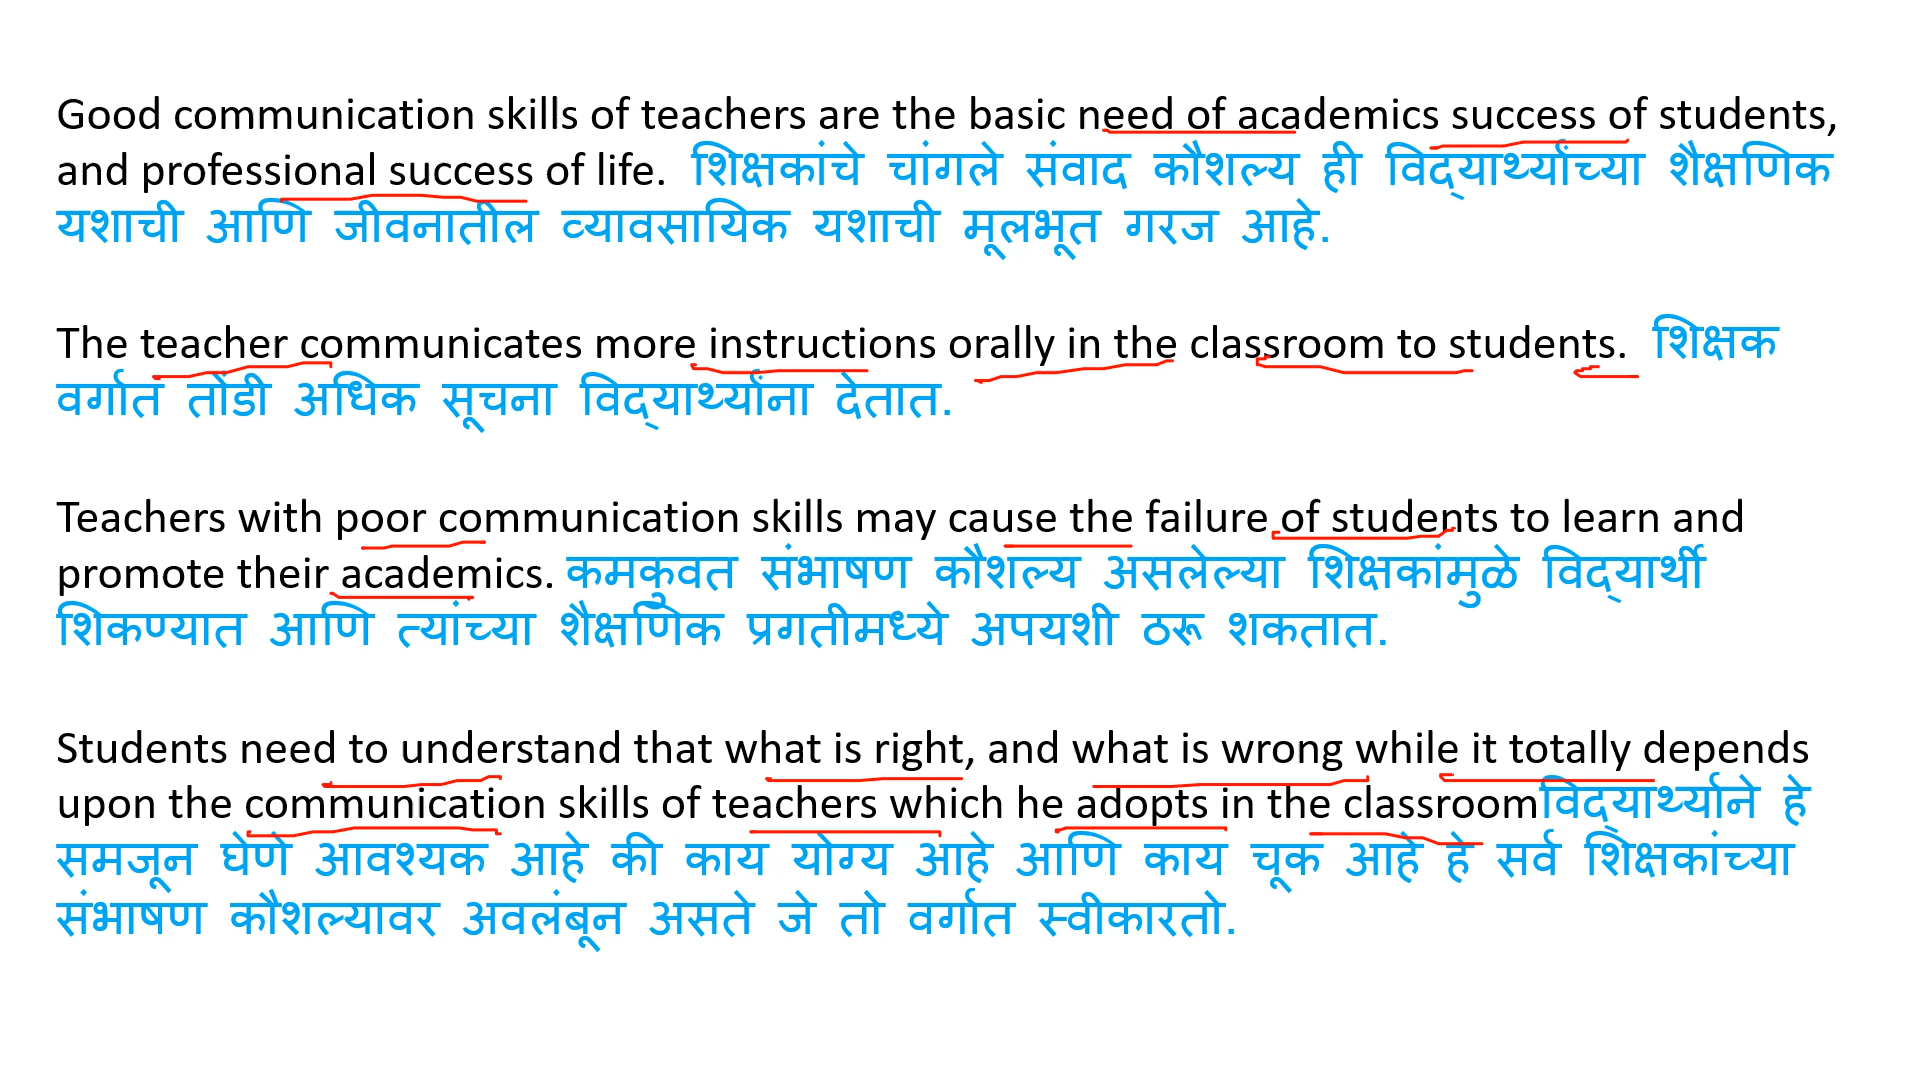 Good communication skills of teachers are the basic need of academics success of students,
and professional success of life. शिक्षकांचे चांगले संवाद कौशल्य ही विद्यार्थ्यांच्या शैक्षणिक
यशाची आणि जीवनातील व्यावसायिक यशाची मूलभूत गरज आहे.
The teacher communicates more instructions orally in the classroom to students. शिक्षक
वर्गात तोंडी अधिक सूचना विद्यार्थ्यांना देतात.
Teachers with poor communication skills may cause the failure of students to learn and
promote their academics. कमकुवत संभाषण कौशल्य असलेल्या शिक्षकांमुळे विद्यार्थी
शिकण्यात आणि त्यांच्या शैक्षणिक प्रगतीमध्ये अपयशी ठरू शकतात.
Students need to understand that what is right, and what is wrong while it totally depends
upon the communication skills of teachers which he adopts in the classroomविद्यार्थ्याने हे
समजून घेणे आवश्यक आहे की काय योग्य आहे आणि काय चूक आहे हे सर्व शिक्षकांच्या
संभाषण कौशल्यावर अवलंबून असते जे तो वर्गात स्वीकारतो.